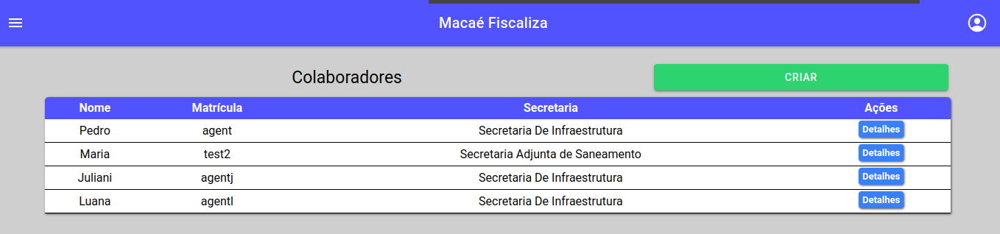 Macaé Fiscaliza
Colaboradores CRIAR
Nome Matrícula Secretaria Ações
Pedro agent Secretaria De Infraestrutura Detalhes
Maria test2 Secretaria Adjunta de Saneamento Detalhes
Juliani agentj Secretaria De Infraestrutura Detalhes
Luana agentl Secretaria De Infraestrutura Detalhes